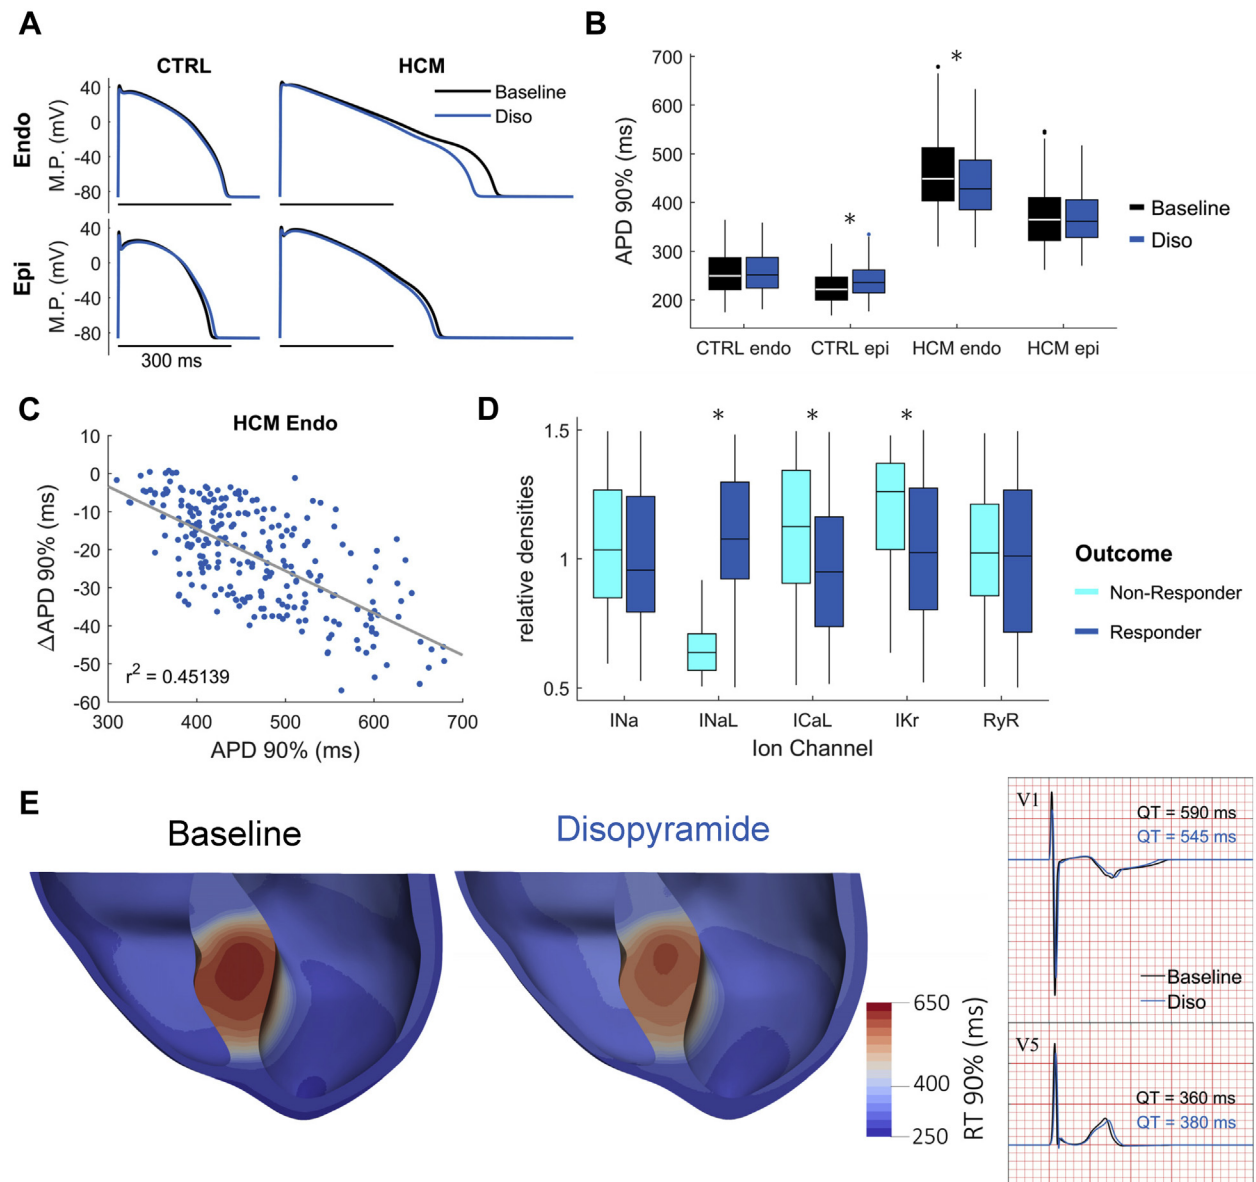 A
CTRL
HCM
Baseline
Diso
Endo
M.P. (mV)
40
0
-40
-80
Epi
M.P. (mV)
40
0
-40
-80
300 ms
B
APD 90% (ms)
700
600
500
400
300
200
*
*
CTRL endo
CTRL epi
HCM endo
HCM epi
Baseline
Diso
C
HCM Endo
ΔAPD 90% (ms)
10
0
-10
-20
-30
-40
-50
-60
r² = 0.45139
300
400
500
600
700
APD 90% (ms)
D
relative densities
1.5
1
0.5
*
*
*
INa
INaL
ICaL
IKr
RyR
Ion Channel
Outcome
Non-Responder
Responder
E
Baseline
Disopyramide
650
400
250
RT 90% (ms)
V1
QT = 590 ms
QT = 545 ms
Baseline
Diso
V5
QT = 360 ms
QT = 380 ms